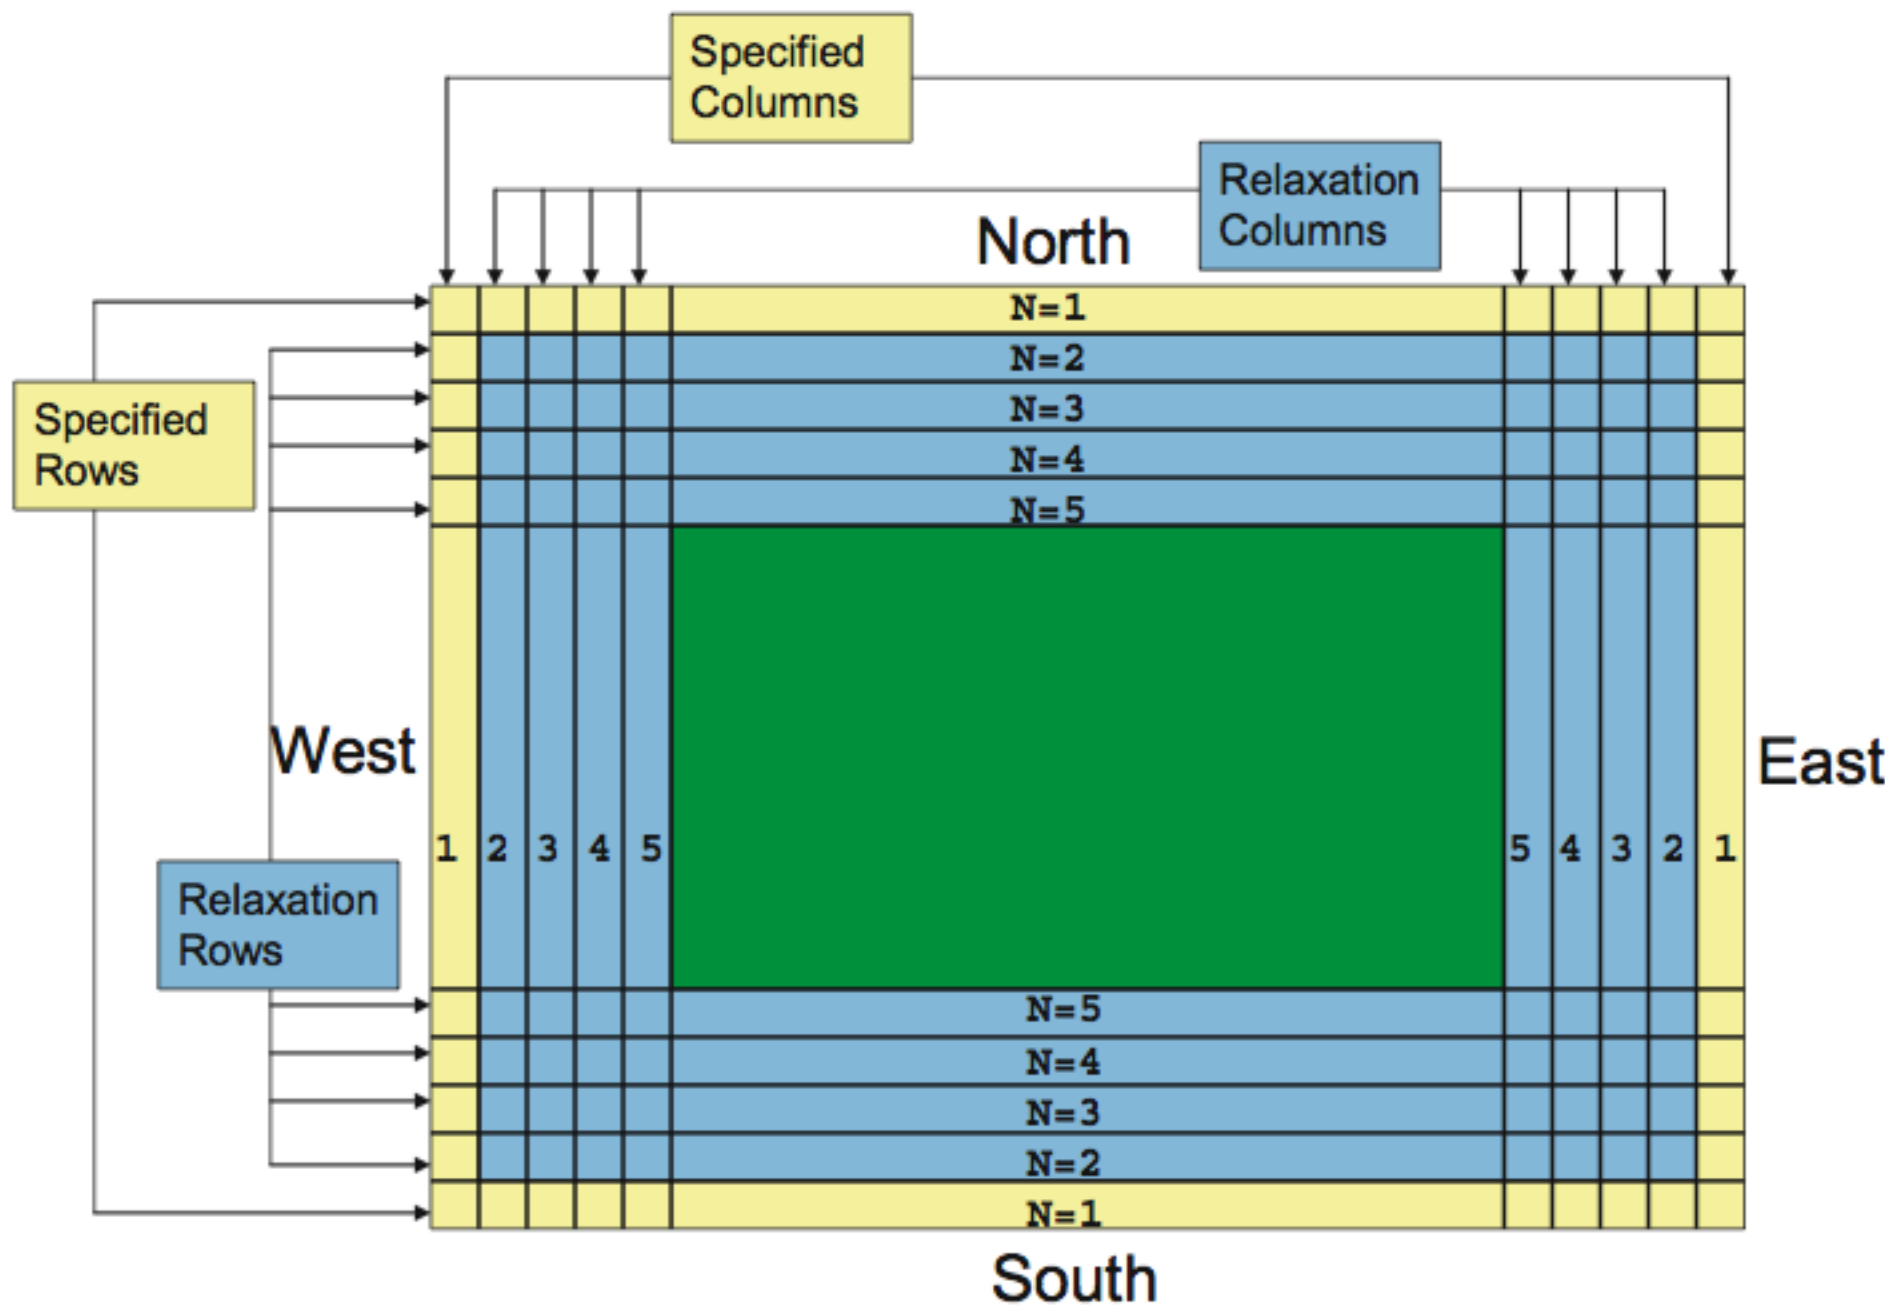 Specified
Columns
Relaxation
Columns
North
N=1
N=2
N=3
N=4
N=5
Specified
Rows
West
East
1 2 3 4 5 5 4 3 2 1
Relaxation
Rows
N=5
N=4
N=3
N=2
N=1
South